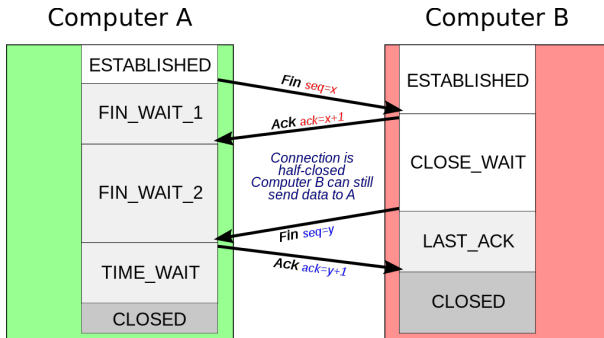 Computer A
Computer B
ESTABLISHED
Fin seq=x
ESTABLISHED
FIN_WAIT_1
Ack ack=x+1
Connection is
half-closed
Computer B can still
send data to A
CLOSE_WAIT
FIN_WAIT_2
Fin seq=y
LAST_ACK
Ack ack=y+1
TIME_WAIT
CLOSED
CLOSED